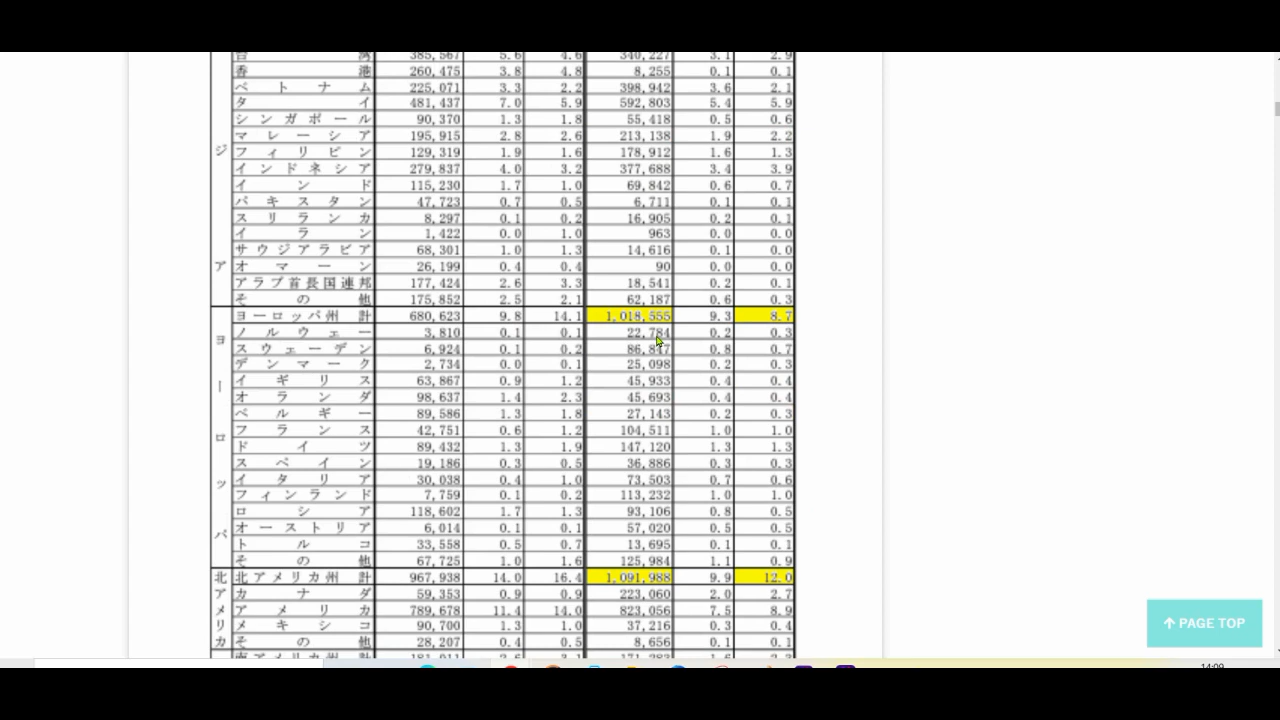 台 湾 385,567 5.6 4.6 340,227 3.1 2.9
香 港 260,475 3.8 4.8 8,255 0.1 0.1
ベ ト ナ ム 225,071 3.3 2.2 398,942 3.6 2.1
タ イ 481,437 7.0 5.9 592,803 5.4 5.9
シ ン ガ ポ ー ル 90,370 1.3 1.8 55,418 0.5 0.6
マ レ ー シ ア 195,915 2.8 2.6 213,138 1.9 2.2
ジ フ ィ リ ピ ン 129,319 1.9 1.6 178,912 1.6 1.3
イ ン ド ネ シ ア 279,837 4.0 3.2 377,688 3.4 3.9
イ ン ド 115,230 1.7 1.0 69,842 0.6 0.7
パ キ ス タ ン 47,723 0.7 0.5 6,711 0.1 0.1
ス リ ラ ン カ 8,297 0.1 0.2 16,905 0.2 0.1
イ ラ ン 1,422 0.0 1.0 963 0.0 0.0
サ ウ ジ ア ラ ビ ア 68,301 1.0 1.3 14,616 0.1 0.0
ア オ マ ー ン 26,199 0.4 0.4 90 0.0 0.0
ア ラ ブ 首 長 国 連 邦 177,424 2.6 3.3 18,541 0.2 0.1
そ の 他 175,852 2.5 2.1 62,187 0.6 0.3
ヨ ー ロ ッ パ 州 計 680,623 9.8 14.1 1,018,555 9.3 8.7
ヨ ノ ル ウ ェ ー 3,810 0.1 0.1 22,784 0.2 0.3
ス ウ ェ ー デ ン 6,924 0.1 0.2 86,847 0.8 0.7
デ ン マ ー ク 2,734 0.0 0.1 25,098 0.2 0.3
ー イ ギ リ ス 63,867 0.9 1.2 45,933 0.4 0.4
オ ラ ン ダ 98,637 1.4 2.3 45,693 0.4 0.4
ベ ル ギ ー 89,586 1.3 1.8 27,143 0.2 0.3
ロ フ ラ ン ス 42,751 0.6 1.2 104,511 1.0 1.0
ド イ ツ 89,432 1.3 1.9 147,120 1.3 1.3
ス ペ イ ン 19,186 0.3 0.5 36,886 0.3 0.3
ッ イ タ リ ア 30,038 0.4 1.0 73,503 0.7 0.6
フ ィ ン ラ ン ド 7,759 0.1 0.2 113,232 1.0 1.0
ロ シ ア 118,602 1.7 1.3 93,106 0.8 0.5
パ オ ー ス ト リ ア 6,014 0.1 0.1 57,020 0.5 0.5
ト ル コ 33,558 0.5 0.7 13,695 0.1 0.1
そ の 他 67,725 1.0 1.6 125,984 1.1 0.9
北 北 ア メ リ カ 州 計 967,938 14.0 16.4 1,091,988 9.9 12.0
ア カ ナ ダ 59,353 0.9 0.9 223,060 2.0 2.7
メ ア メ リ カ 789,678 11.4 14.0 823,056 7.5 8.9
リ メ キ シ コ 90,700 1.3 1.0 37,216 0.3 0.4
カ そ の 他 28,207 0.4 0.5 8,656 0.1 0.1
南 ア メ リ カ 州 計
PAGE TOP
14:09